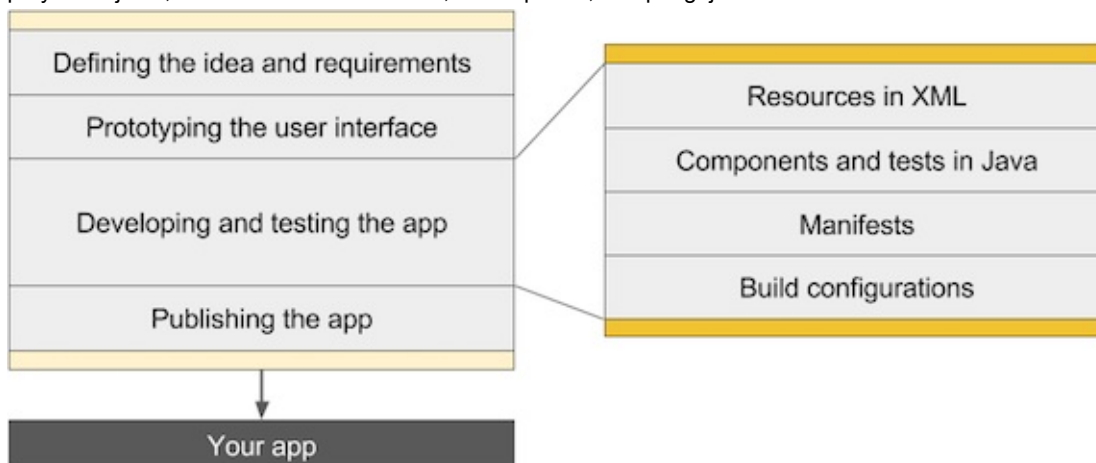 Defining the idea and requirements
Prototyping the user interface
Developing and testing the app
Publishing the app
Your app
Resources in XML
Components and tests in Java
Manifests
Build configurations